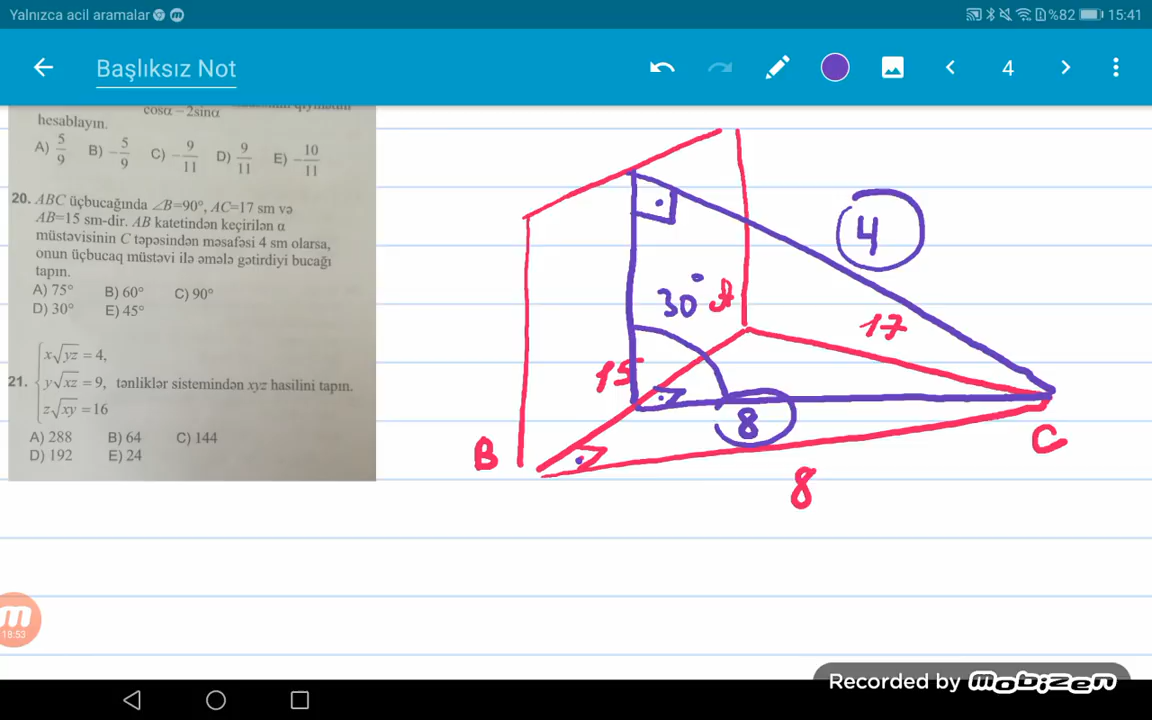 Yalnızca acil aramalar %82 15:41
Başlıksız Not 4
cosα − 2sinα
hesablayın.
A) 5/9 B) −5/9 C) −9/11 D) 9/11 E) −10/11
20. ABC üçbucağında ∠B=90°, AC=17 sm və
AB=15 sm-dir. AB katetindən keçirilən α
müstəvisinin C təpəsindən məsafəsi 4 sm olarsa,
onun üçbucaq müstəvi ilə əmələ gətirdiyi bucağı
tapın.
A) 75° B) 60° C) 90°
D) 30° E) 45°
x√yz = 4,
21. y√xz = 9, tənliklər sistemindən xyz hasilini tapın.
z√xy = 16
A) 288 B) 64 C) 144
D) 192 E) 24
4
30° A
17
15
8
B
C
8
18:53
Recorded by mobizen